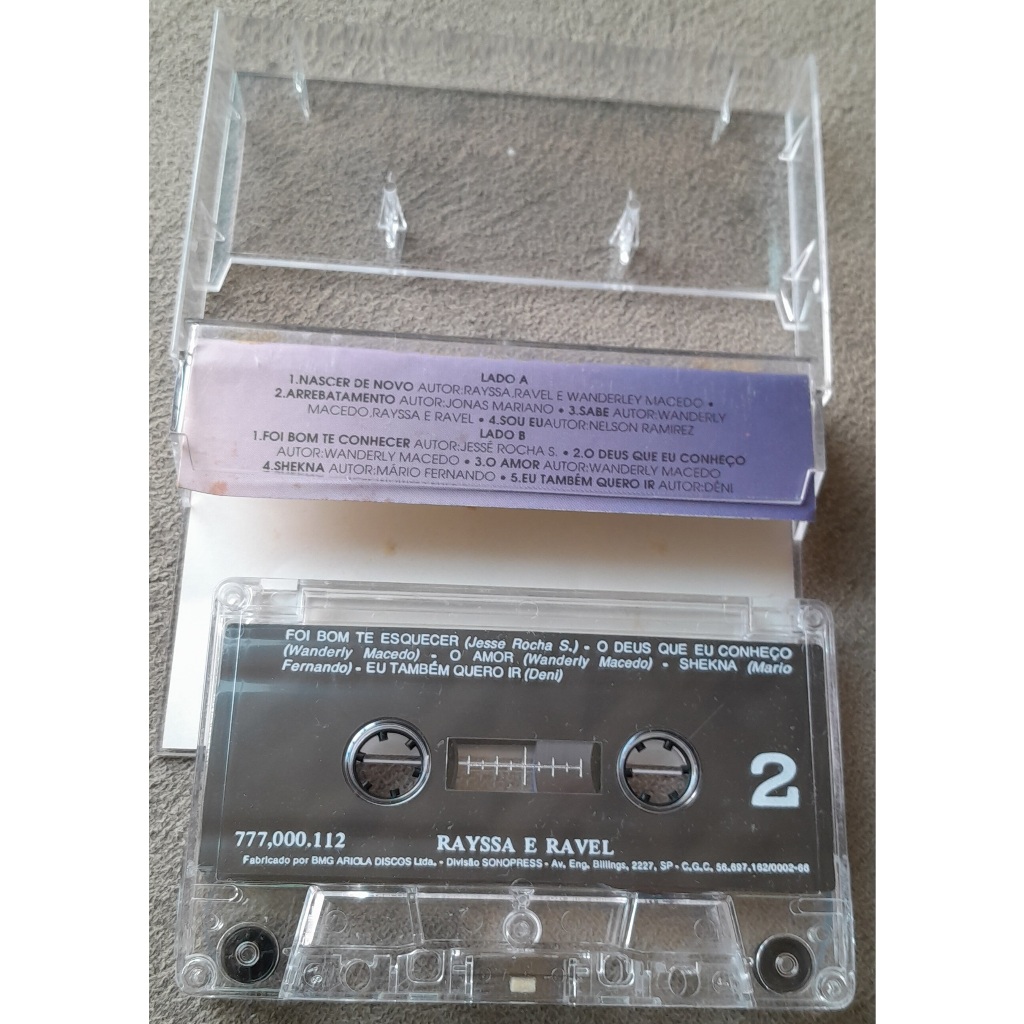 LADO A
1.NASCER DE NOVO AUTOR:RAYSSA,RAVEL E WANDERLEY MACEDO •
2.ARREBATAMENTO AUTOR:JONAS MARIANO • 3.SABE AUTOR:WANDERLY
MACEDO,RAYSSA E RAVEL • 4.SOU EU AUTOR:NELSON RAMIREZ
LADO B
1.FOI BOM TE CONHECER AUTOR:JESSÉ ROCHA S. • 2.O DEUS QUE EU CONHEÇO
AUTOR:WANDERLY MACEDO • 3.O AMOR AUTOR:WANDERLY MACEDO
4.SHEKNA AUTOR:MÁRIO FERNANDO • 5.EU TAMBÉM QUERO IR AUTOR:DÊNI
FOI BOM TE ESQUECER (Jesse Rocha S.) - O DEUS QUE EU CONHEÇO
(Wanderly Macedo) - O AMOR (Wanderly Macedo) - SHEKNA (Mario
Fernando) - EU TAMBÉM QUERO IR (Deni)
2
777,000.112
RAYSSA E RAVEL
Fabricado por BMG ARIOLA DISCOS Ltda. - Divisão SONOPRESS - Av. Eng. Billings, 2227, SP - C.G.C. 56.697.162/0002-66